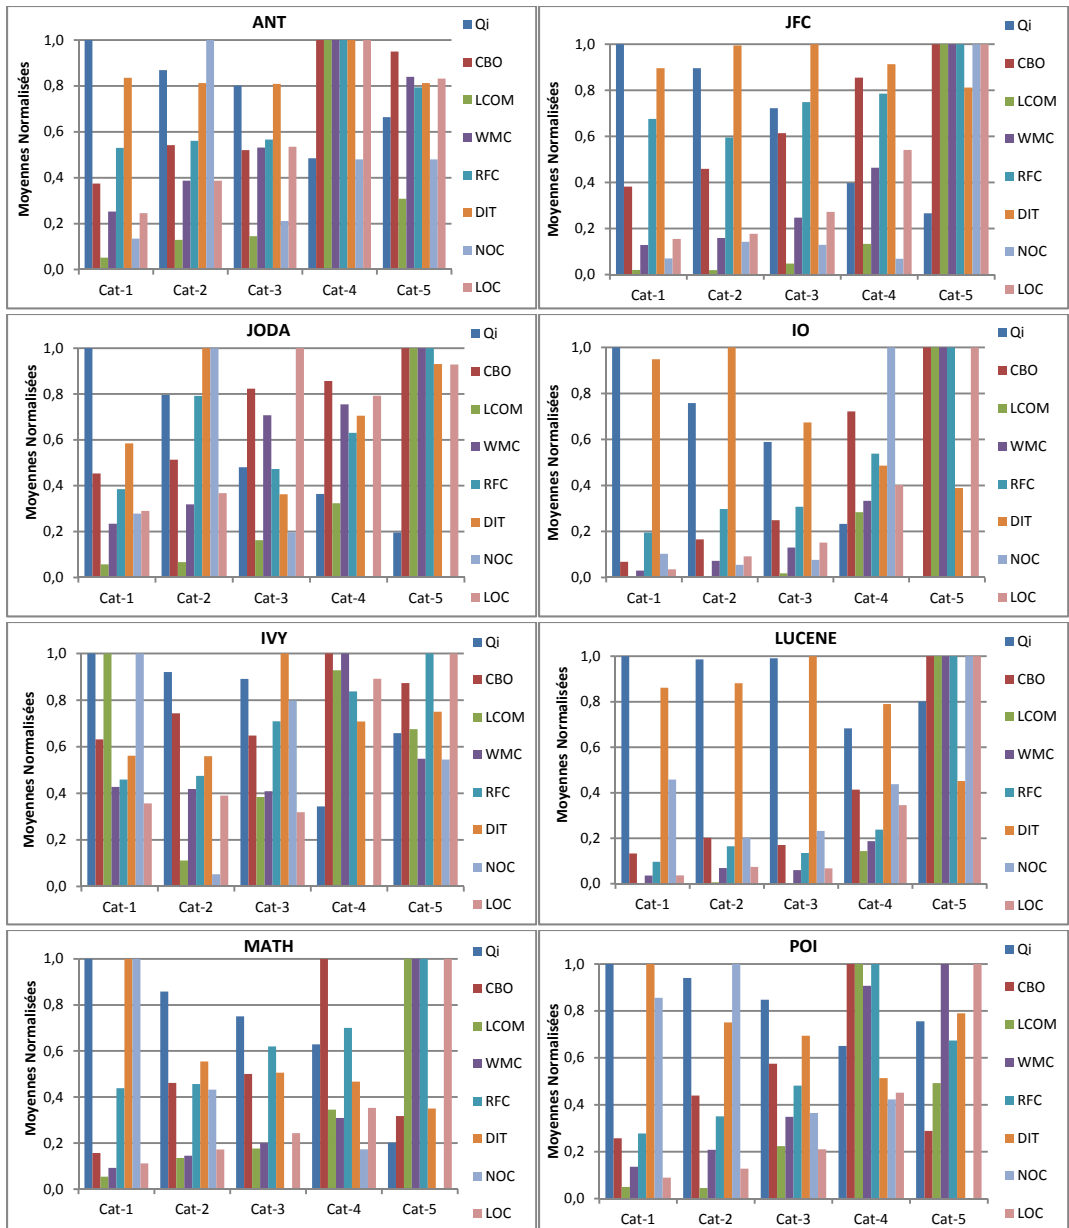 ANT
Moyennes Normalisées
1,0
0,8
0,6
0,4
0,2
0,0
Cat-1 Cat-2 Cat-3 Cat-4 Cat-5
Qi
CBO
LCOM
WMC
RFC
DIT
NOC
LOC
JFC
Moyennes Normalisées
1,0
0,8
0,6
0,4
0,2
0,0
Cat-1 Cat-2 Cat-3 Cat-4 Cat-5
Qi
CBO
LCOM
WMC
RFC
DIT
NOC
LOC
JODA
Moyennes Normalisées
1,0
0,8
0,6
0,4
0,2
0,0
Cat-1 Cat-2 Cat-3 Cat-4 Cat-5
Qi
CBO
LCOM
WMC
RFC
DIT
NOC
LOC
IO
Moyennes Normalisées
1,0
0,8
0,6
0,4
0,2
0,0
Cat-1 Cat-2 Cat-3 Cat-4 Cat-5
Qi
CBO
LCOM
WMC
RFC
DIT
NOC
LOC
IVY
Moyennes Normalisées
1,0
0,8
0,6
0,4
0,2
0,0
Cat-1 Cat-2 Cat-3 Cat-4 Cat-5
Qi
CBO
LCOM
WMC
RFC
DIT
NOC
LOC
LUCENE
Moyennes Normalisées
1,0
0,8
0,6
0,4
0,2
0,0
Cat-1 Cat-2 Cat-3 Cat-4 Cat-5
Qi
CBO
LCOM
WMC
RFC
DIT
NOC
LOC
MATH
Moyennes Normalisées
1,0
0,8
0,6
0,4
0,2
0,0
Cat-1 Cat-2 Cat-3 Cat-4 Cat-5
Qi
CBO
LCOM
WMC
RFC
DIT
NOC
LOC
POI
Moyennes Normalisées
1,0
0,8
0,6
0,4
0,2
0,0
Cat-1 Cat-2 Cat-3 Cat-4 Cat-5
Qi
CBO
LCOM
WMC
RFC
DIT
NOC
LOC